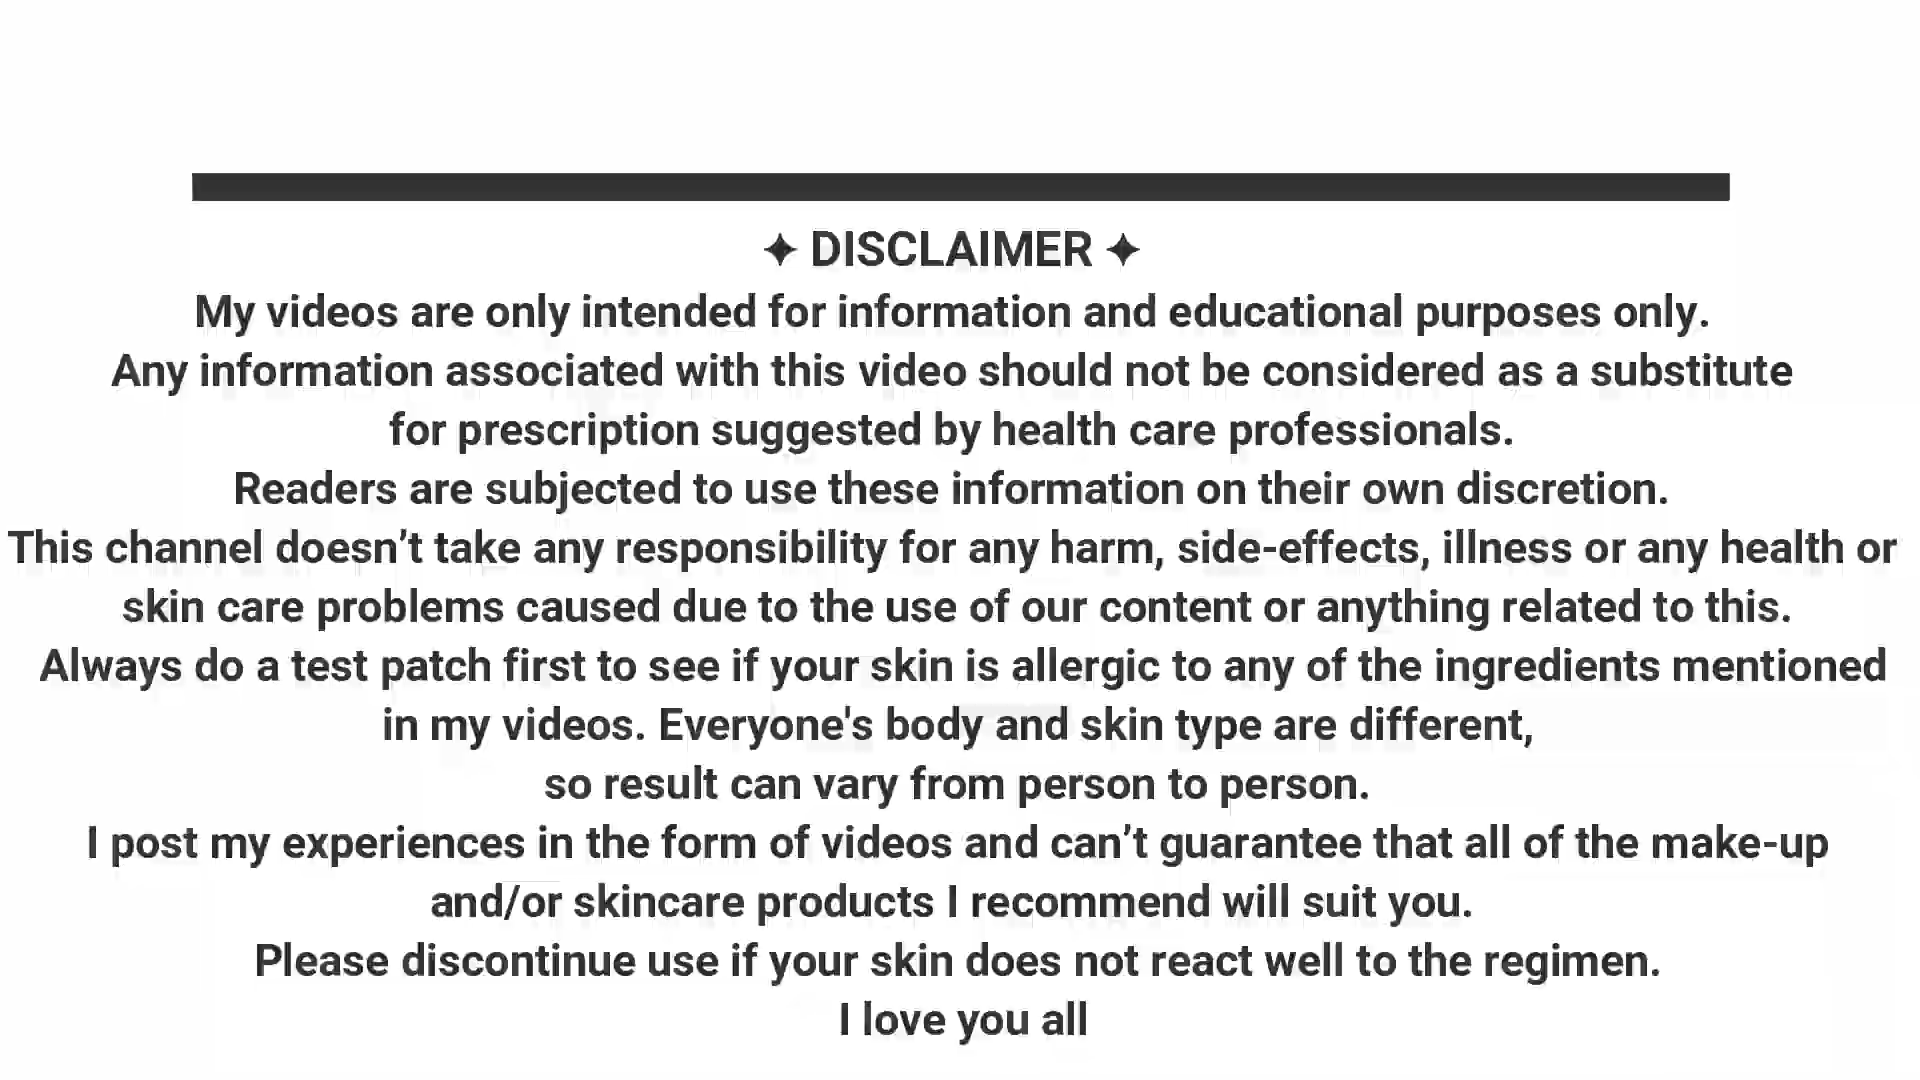 ✦ DISCLAIMER ✦
My videos are only intended for information and educational purposes only.
Any information associated with this video should not be considered as a substitute
for prescription suggested by health care professionals.
Readers are subjected to use these information on their own discretion.
This channel doesn’t take any responsibility for any harm, side-effects, illness or any health or
skin care problems caused due to the use of our content or anything related to this.
Always do a test patch first to see if your skin is allergic to any of the ingredients mentioned
in my videos. Everyone's body and skin type are different,
so result can vary from person to person.
I post my experiences in the form of videos and can’t guarantee that all of the make-up
and/or skincare products I recommend will suit you.
Please discontinue use if your skin does not react well to the regimen.
I love you all